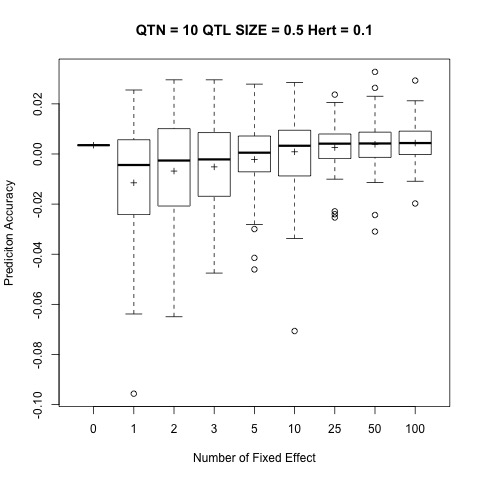 QTN = 10 QTL SIZE = 0.5 Hert = 0.1
Prediciton Accuracy
0.02
0.00
-0.02
-0.04
-0.06
-0.08
-0.10
0 1 2 3 5 10 25 50 100
Number of Fixed Effect